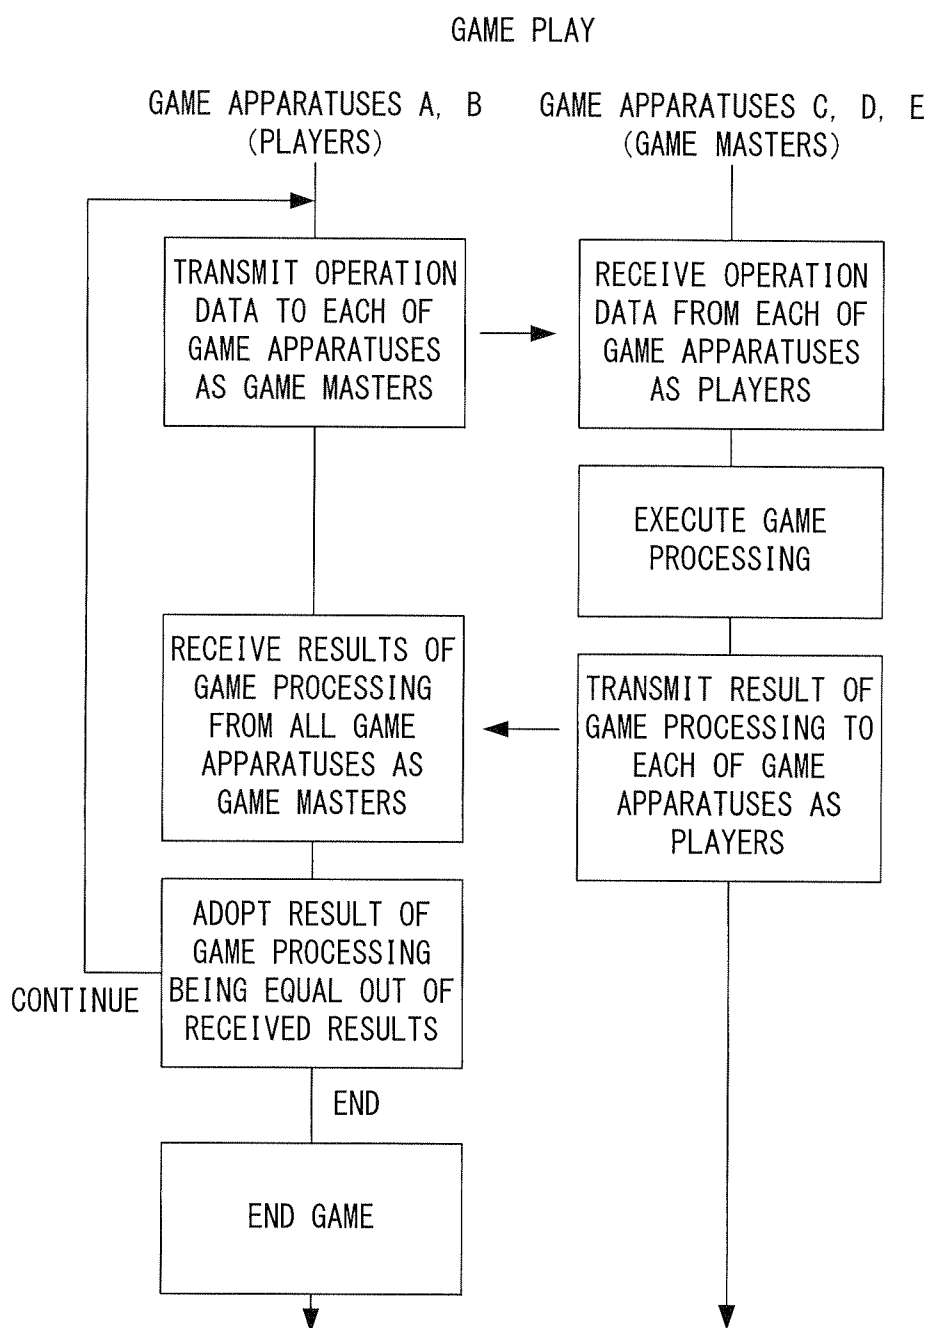 GAME PLAY
GAME APPARATUSES A, B
(PLAYERS)
GAME APPARATUSES C, D, E
(GAME MASTERS)
TRANSMIT OPERATION
DATA TO EACH OF
GAME APPARATUSES
AS GAME MASTERS
RECEIVE OPERATION
DATA FROM EACH OF
GAME APPARATUSES
AS PLAYERS
EXECUTE GAME
PROCESSING
RECEIVE RESULTS OF
GAME PROCESSING
FROM ALL GAME
APPARATUSES AS
GAME MASTERS
TRANSMIT RESULT OF
GAME PROCESSING TO
EACH OF GAME
APPARATUSES AS
PLAYERS
ADOPT RESULT OF
GAME PROCESSING
BEING EQUAL OUT OF
RECEIVED RESULTS
CONTINUE
END
END GAME